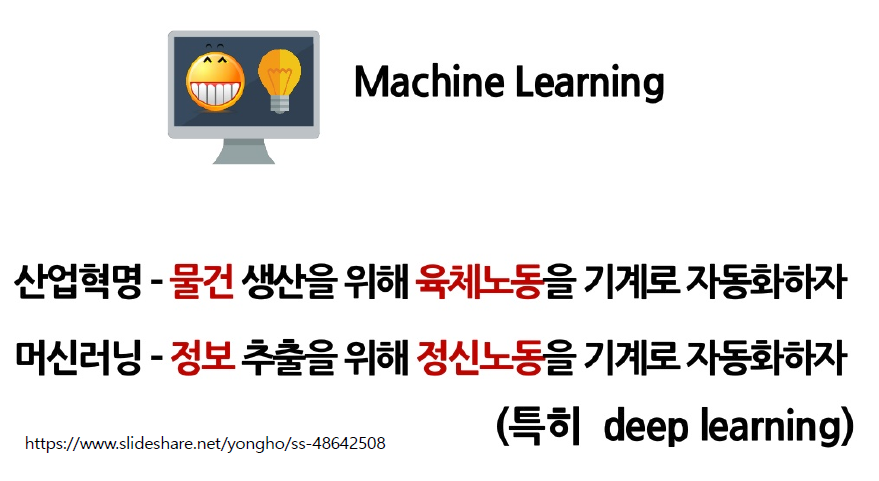 Machine Learning
산업혁명 - 물건 생산을 위해 육체노동을 기계로 자동화하자
머신러닝 - 정보 추출을 위해 정신노동을 기계로 자동화하자
(특히 deep learning)
https://www.slideshare.net/yongho/ss-48642508